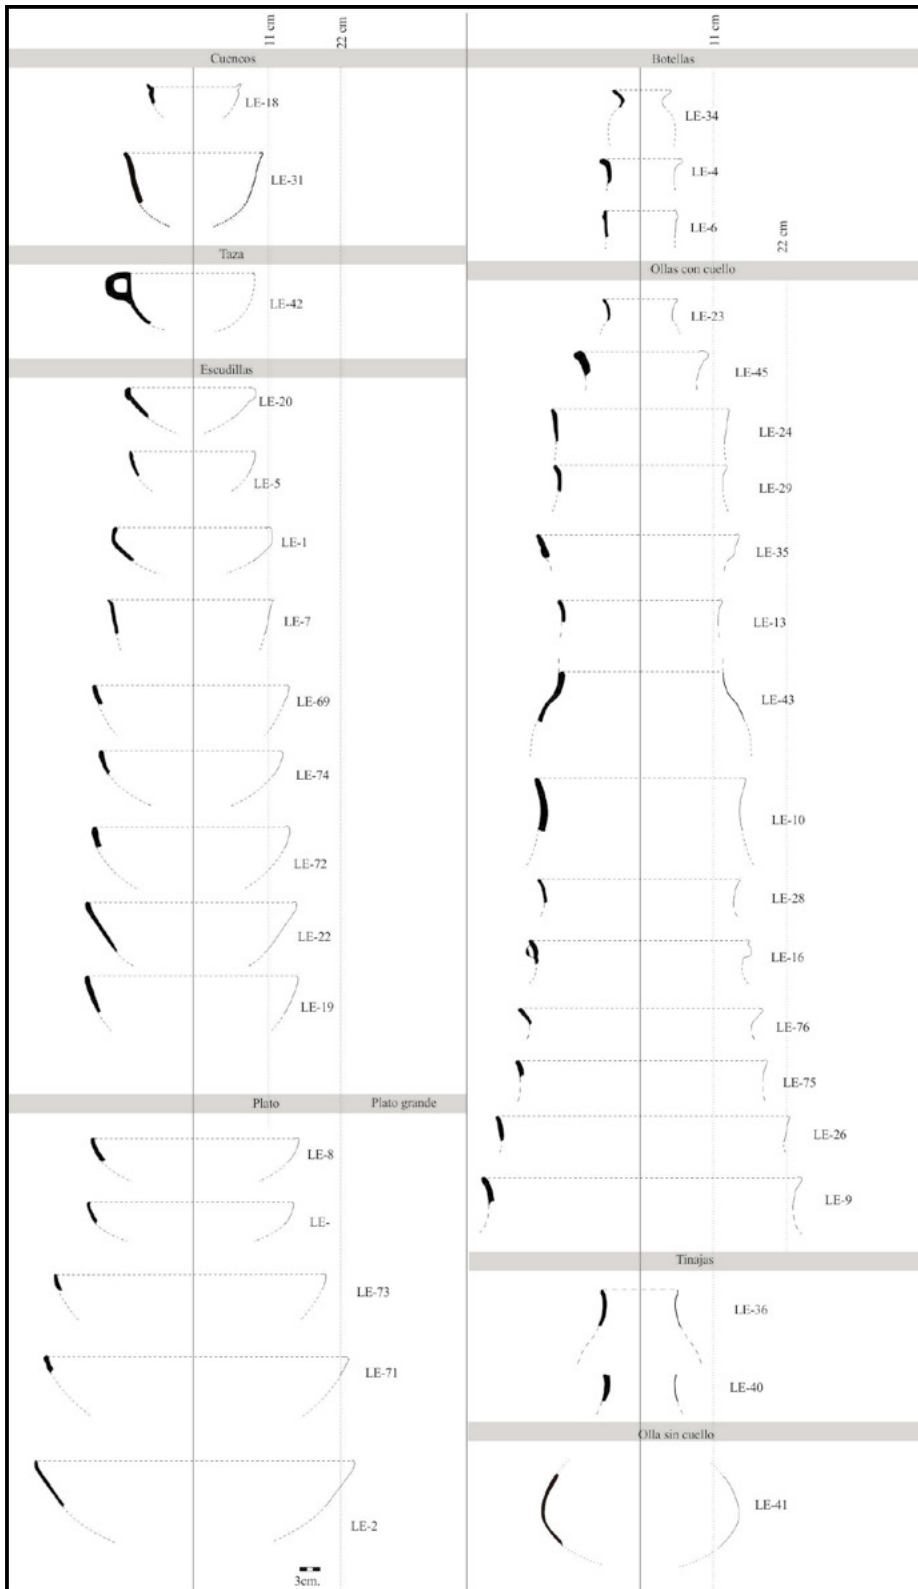 11 cm
22 cm
Cuencos
LE-18
LE-31
Taza
LE-42
Escudillas
LE-20
LE-5
LE-1
LE-7
LE-69
LE-74
LE-72
LE-22
LE-19
Plato Plato grande
LE-8
LE-
LE-73
LE-71
LE-2
3cm.
11 cm
Botellas
LE-34
LE-4
LE-6
22 cm
Ollas con cuello
LE-23
LE-45
LE-24
LE-29
LE-35
LE-13
LE-43
LE-10
LE-28
LE-16
LE-76
LE-75
LE-26
LE-9
Tinajas
LE-36
LE-40
Olla sin cuello
LE-41